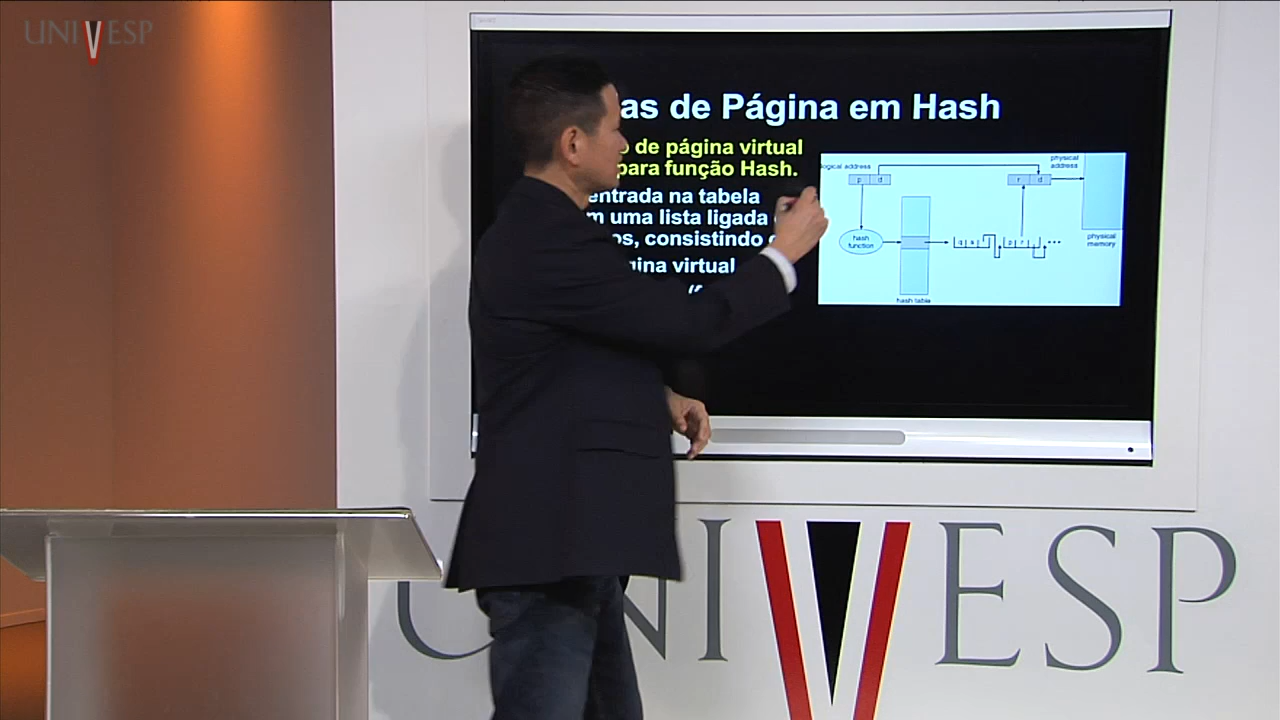 UNIVESP
as de Página em Hash
o de página virtual
para função Hash.
entrada na tabela
m uma lista ligada
os, consistindo
gina virtual
logical address
physical
address
p d
r d
hash
function
q s
p r
physical
memory
hash table
UNIVESP